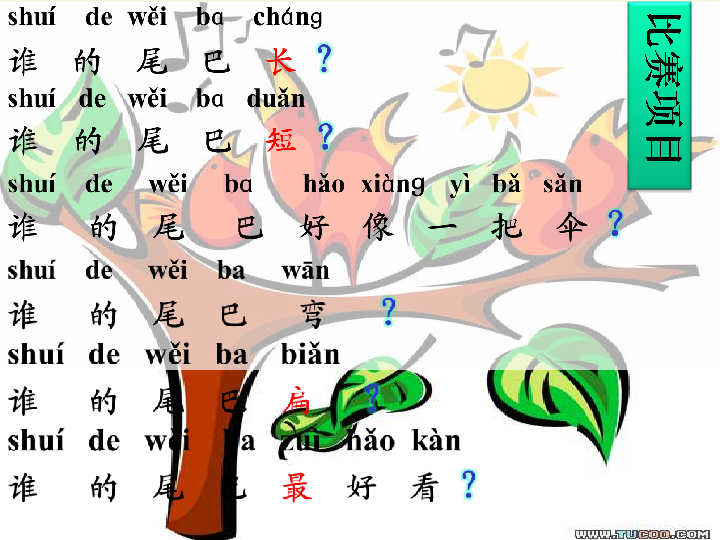 shuí de wěi bɑ chánɡ
谁 的 尾 巴 长 ？
shuí de wěi bɑ duǎn
谁 的 尾 巴 短 ？
shuí de wěi bɑ hǎo xiànɡ yì bǎ sǎn
谁 的 尾 巴 好 像 一 把 伞 ？
shuí de wěi ba wān
谁 的 尾 巴 弯 ？
shuí de wěi ba biǎn
谁 的 尾 巴 扁 ？
shuí de wěi ba zuì hǎo kàn
谁 的 尾 巴 最 好 看 ？
比赛项目
WWW.TUCOO.COM